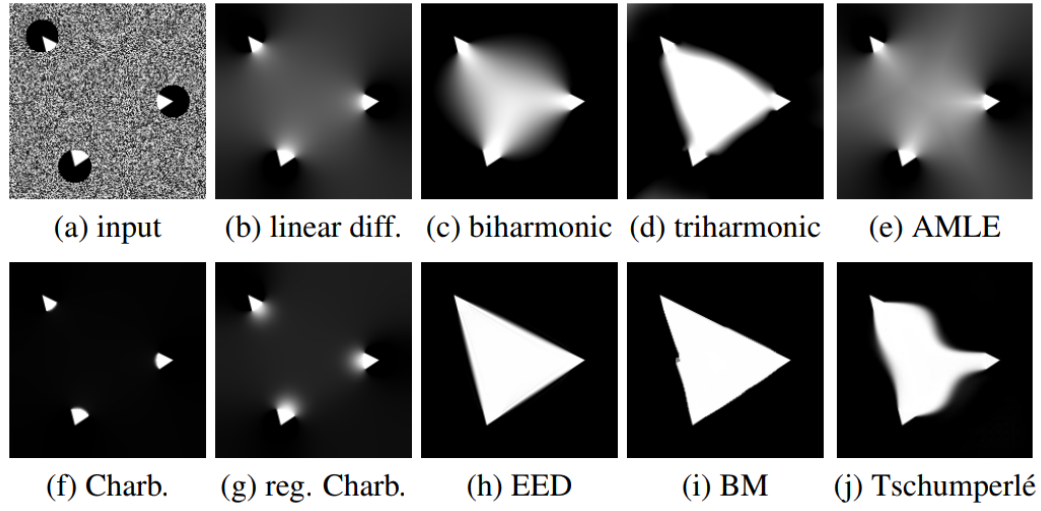 (a) input (b) linear diff. (c) biharmonic (d) triharmonic (e) AMLE
(f) Charb. (g) reg. Charb. (h) EED (i) BM (j) Tschumperlé